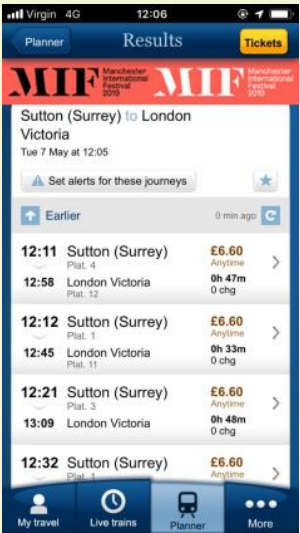 Virgin 4G 12:06
Planner Results Tickets
MIF Manchester International Festival 2019 MIF Manchester International Festival 2019
Sutton (Surrey) to London
Victoria
Tue 7 May at 12:05
Set alerts for these journeys
Earlier 0 min ago
12:11 Sutton (Surrey) £6.60
Plat. 4 Anytime
12:58 London Victoria 0h 47m
Plat. 12 0 chg
12:12 Sutton (Surrey) £6.60
Plat. 1 Anytime
12:45 London Victoria 0h 33m
Plat. 11 0 chg
12:21 Sutton (Surrey) £6.60
Plat. 3 Anytime
13:09 London Victoria 0h 48m
0 chg
12:32 Sutton (Surrey) £6.60
Plat. 1 Anytime
My travel Live trains Planner More